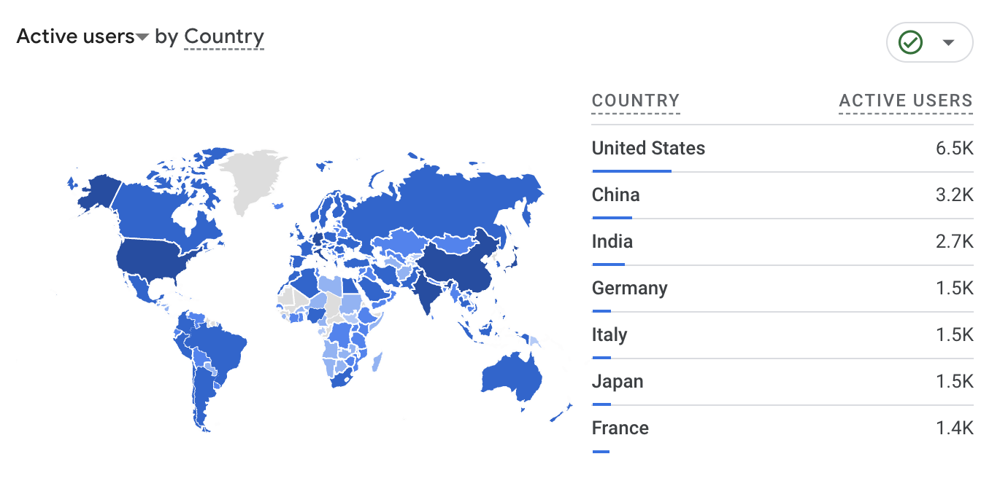 Active users by Country
COUNTRY ACTIVE USERS
United States 6.5K
China 3.2K
India 2.7K
Germany 1.5K
Italy 1.5K
Japan 1.5K
France 1.4K